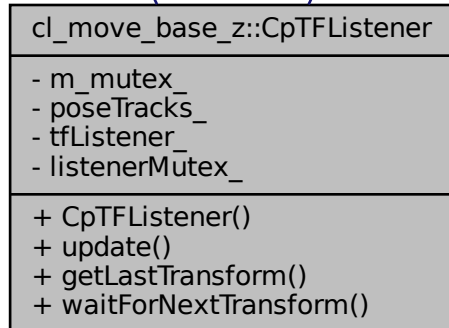 cl_move_base_z::CpTFListener
- m_mutex_
- poseTracks_
- tfListener_
- listenerMutex_
+ CpTFListener()
+ update()
+ getLastTransform()
+ waitForNextTransform()